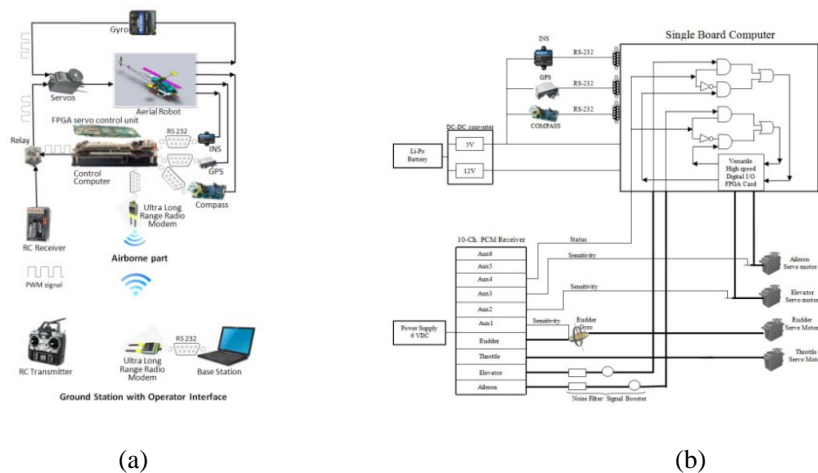 Gyro
Servos
Aerial Robot
FPGA servo control unit
Relay
RS 232
INS
Control
Computer
GPS
Compass
Ultra Long
Range Radio
Modem
RC Receiver
Airborne part
PWM signal
RS 232
RC Transmitter
Ultra Long
Range Radio
Modem
Base Station
Ground Station with Operator Interface
(a)
Single Board Computer
INS
RS-232
GPS
RS-232
COMPASS
RS-232
DC-DC converter
Li-Po
Battery
5V
12V
Versatile
High speed
Digital I/O
FPGA Card
10-Ch. PCM Receiver
Aux6
Aux5
Aux4
Aux3
Aux2
Aux1
Rudder
Throttle
Elevator
Aileron
Power Supply
6 VDC
Status
Sensitivity
Sensitivity
Sensitivity
Rudder
Gyro
Noise Filter/ Signal Booster
Aileron
Servo motor
Elevator
Servo motor
Rudder
Servo Motor
Throttle
Servo Motor
(b)